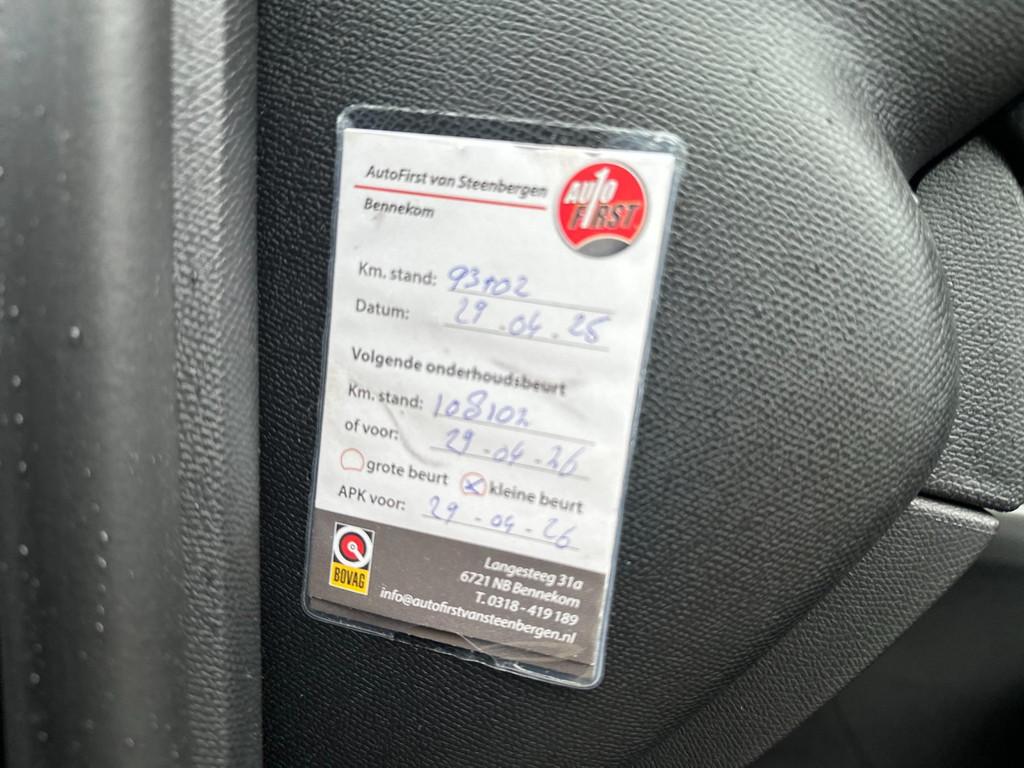 AutoFirst van Steenbergen
Bennekom
AUTO 1 FIRST
Km. stand: 93102
Datum: 29.04.25
Volgende onderhoudsbeurt
Km. stand: 108102
of voor: 29-04-26
grote beurt kleine beurt
APK voor: 29-04-26
BOVAG
Langesteeg 31a
6721 NB Bennekom
T. 0318 - 419 189
info@autofirstvansteenbergen.nl